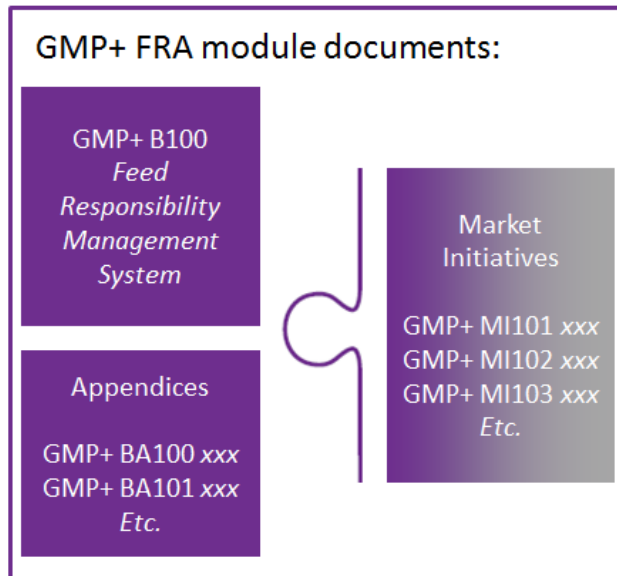 GMP+ FRA module documents:
GMP+ B100
Feed
Responsibility
Management
System
Appendices
GMP+ BA100 xxx
GMP+ BA101 xxx
Etc.
Market
Initiatives
GMP+ MI101 xxx
GMP+ MI102 xxx
GMP+ MI103 xxx
Etc.